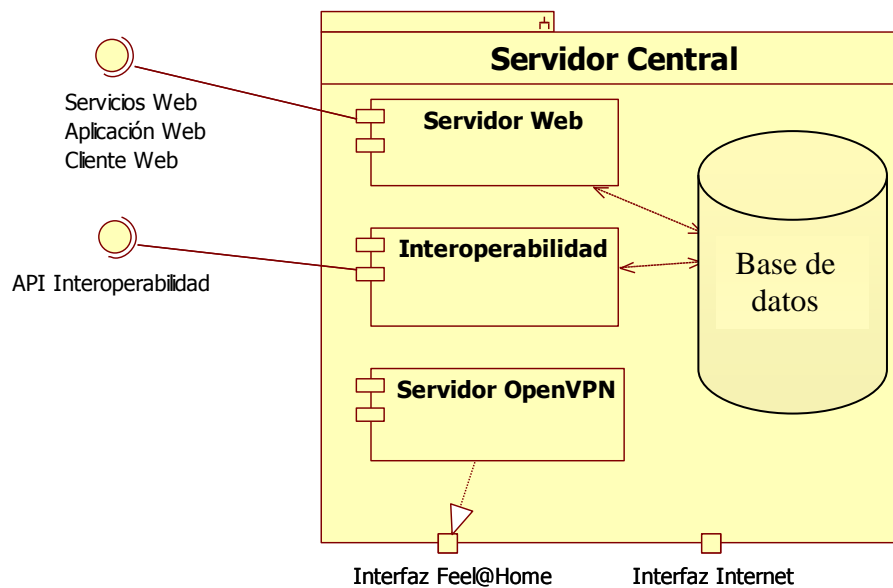 Servidor Central
Servicios Web
Aplicación Web
Cliente Web
Servidor Web
API Interoperabilidad
Interoperabilidad
Base de
datos
Servidor OpenVPN
Interfaz Feel@Home
Interfaz Internet